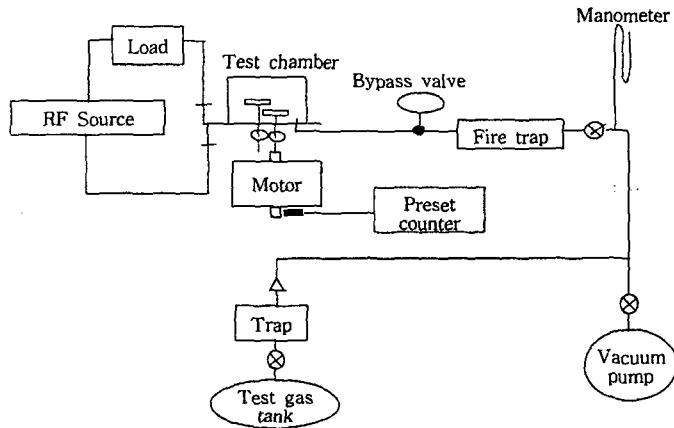 Manometer
Load
Test chamber
Bypass valve
RF Source
Fire trap
Motor
Preset
counter
Trap
Vacuum
pump
Test gas
tank